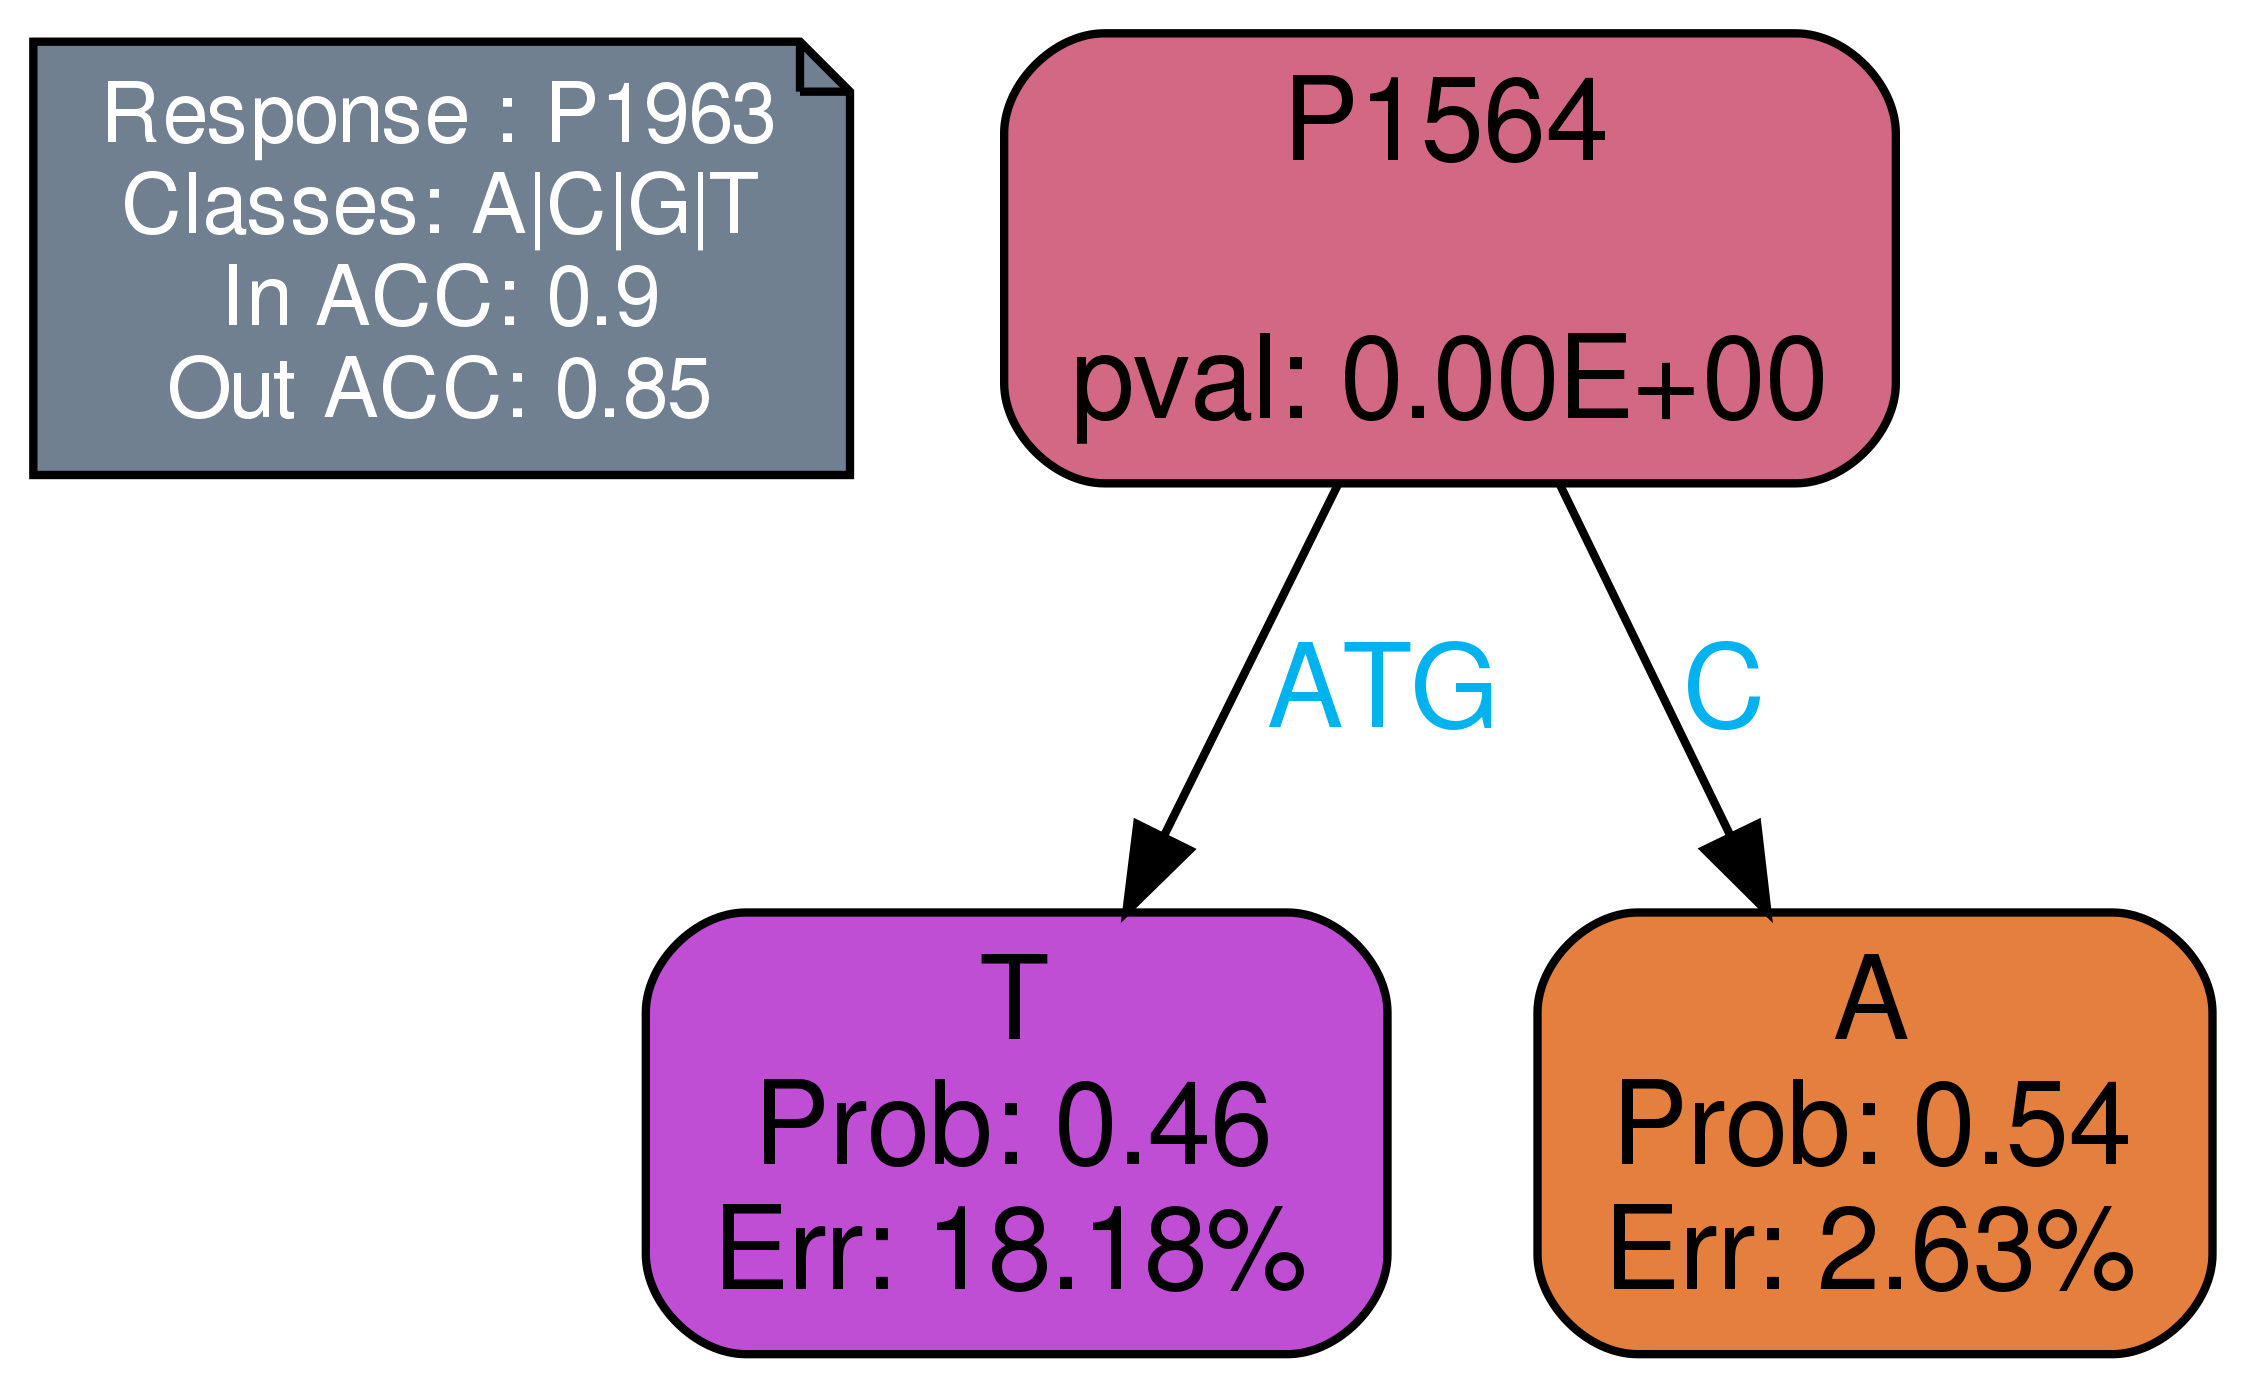 Response : P1963
Classes: A|C|G|T
In ACC: 0.9
Out ACC: 0.85
P1564
pval: 0.00E+00
ATG
C
T
Prob: 0.46
Err: 18.18%
A
Prob: 0.54
Err: 2.63%